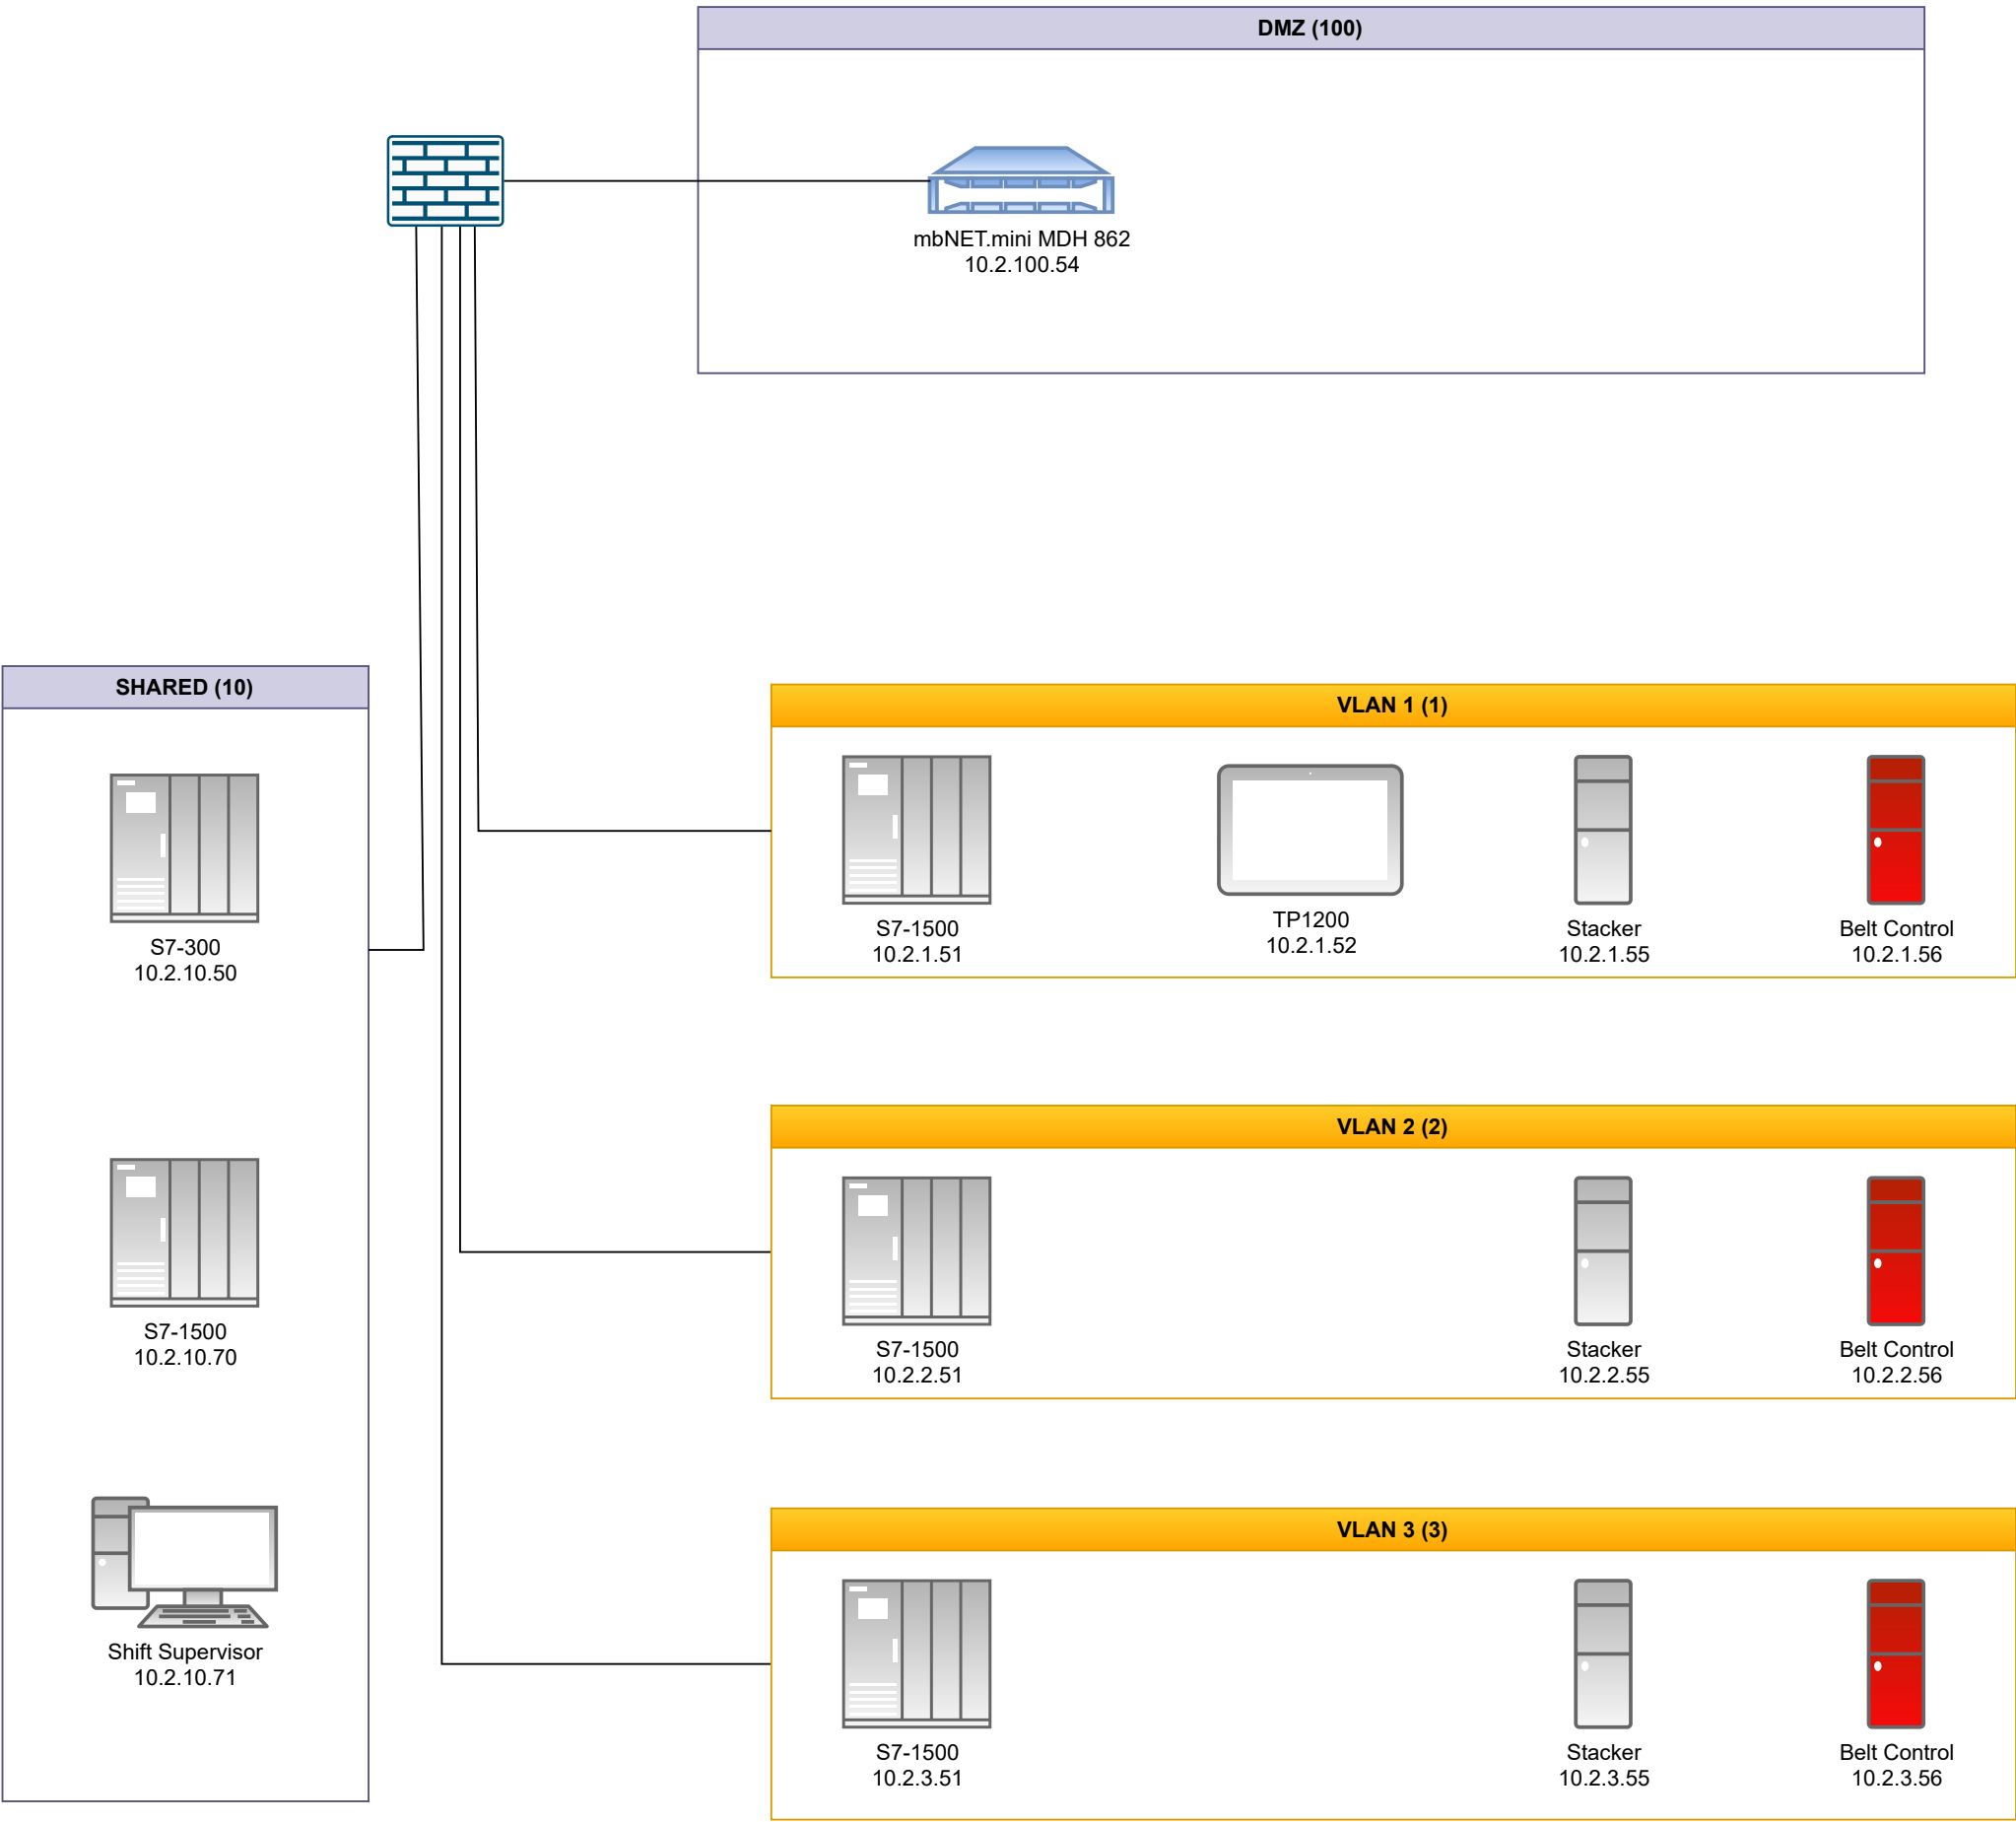 DMZ (100)
mbNET.mini MDH 862
10.2.100.54
SHARED (10)
S7-300
10.2.10.50
S7-1500
10.2.10.70
Shift Supervisor
10.2.10.71
VLAN 1 (1)
S7-1500
10.2.1.51
TP1200
10.2.1.52
Stacker
10.2.1.55
Belt Control
10.2.1.56
VLAN 2 (2)
S7-1500
10.2.2.51
Stacker
10.2.2.55
Belt Control
10.2.2.56
VLAN 3 (3)
S7-1500
10.2.3.51
Stacker
10.2.3.55
Belt Control
10.2.3.56